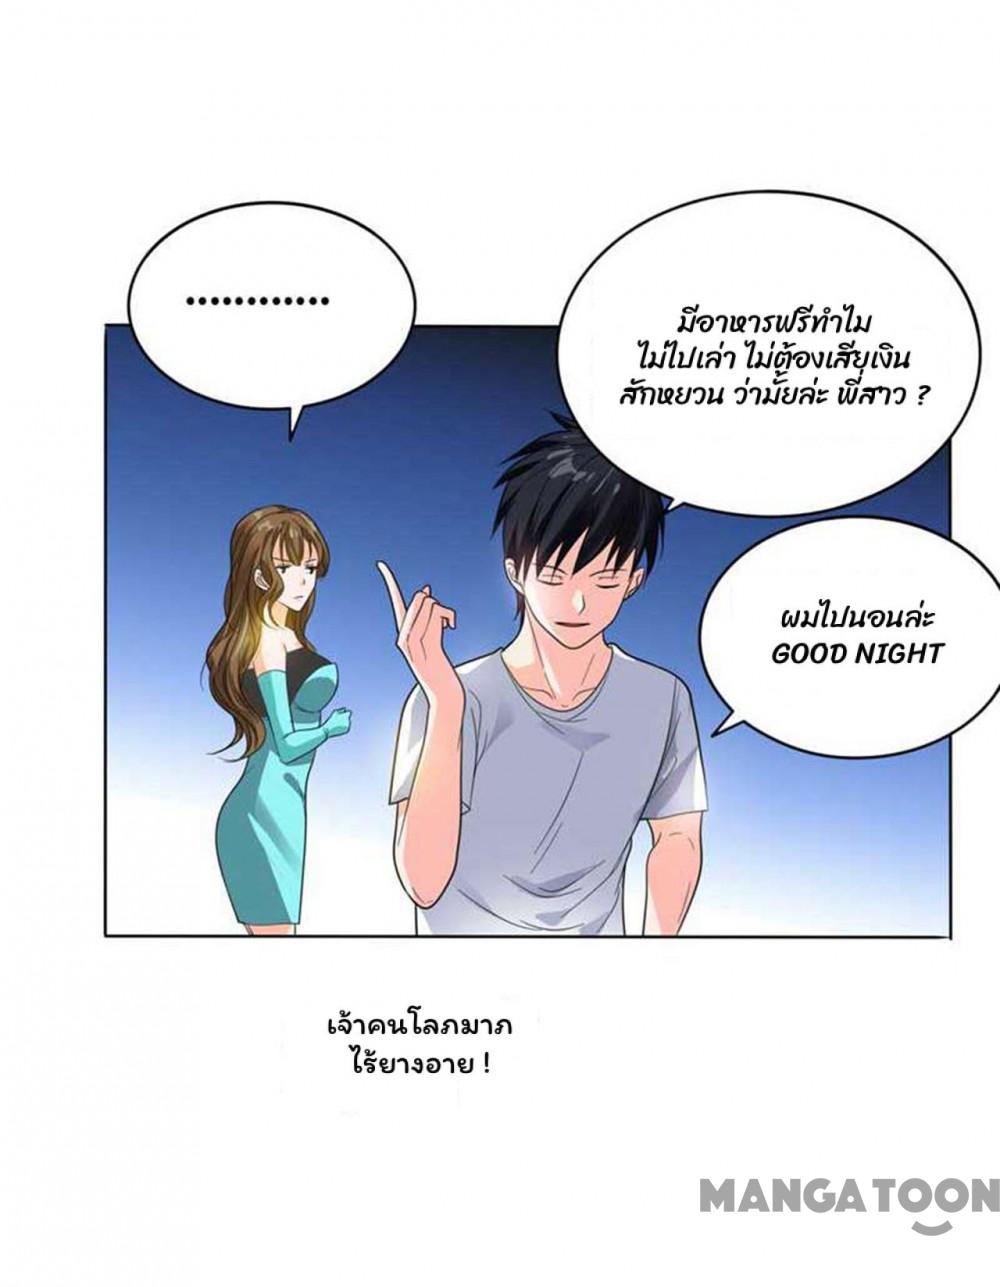 ............
มีอาหารฟรีทำไม
ไม่ไปเล่า ไม่ต้องเสียเงิน
สักหยวน ว่ามั้ยล่ะ พี่สาว ?
ผมไปนอนล่ะ
GOOD NIGHT
เจ้าคนโลภมาก
ไร้ยางอาย !
MANGATOON